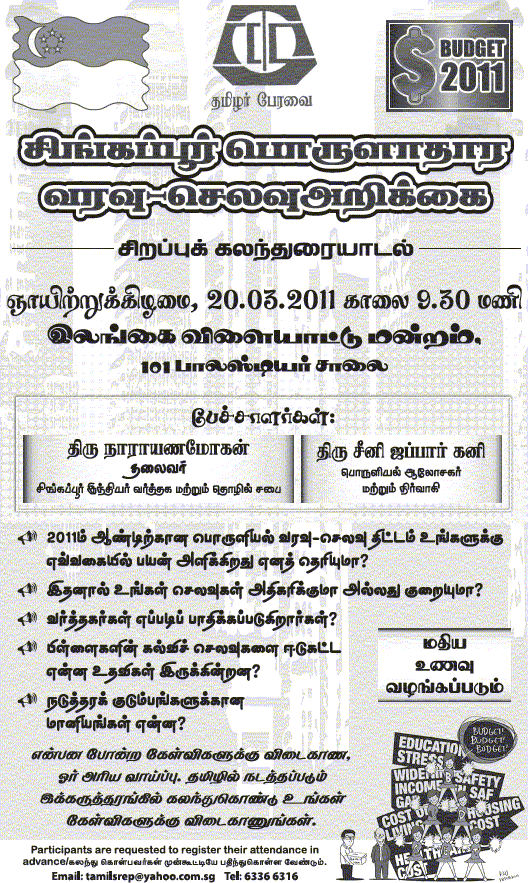 தமிழர் பேரவை
BUDGET
2011
சிங்கப்பூர் பொருளாதார
வரவு-செலவுஅறிக்கை
சிறப்புக் கலந்துரையாடல்
ஞாயிற்றுக்கிழமை, 20.03.2011 காலை 9.30 மணி
இலங்கை விளையாட்டு மன்றம்,
101 பாலஸ்டியர் சாலை
பேச்சாளர்கள்:
திரு நாராயணமோகன்
தலைவர்
சிங்கப்பூர் இந்தியர் வர்த்தக மற்றும் தொழில் சபை
திரு சீனி ஜப்பார் கனி
பொருளியல் ஆலோசகர்
மற்றும் நிர்வாகி
2011ம் ஆண்டிற்கான பொருளியல் வரவு-செலவு திட்டம் உங்களுக்கு
எவ்வகையில் பயன் அளிக்கிறது எனத் தெரியுமா?
இதனால் உங்கள் செலவுகள் அதிகரிக்குமா அல்லது குறையுமா?
வர்த்தகர்கள் எப்படிப் பாதிக்கப்படுகிறார்கள்?
பிள்ளைகளின் கல்விச் செலவுகளை ஈடுகட்ட
என்ன உதவிகள் இருக்கின்றன?
நடுத்தரக் குடும்பங்களுக்கான
மானியங்கள் என்ன?
மதிய
உணவு
வழங்கப்படும்
என்பன போன்ற கேள்விகளுக்கு விடைகாண,
ஓர் அரிய வாய்ப்பு. தமிழில் நடத்தப்படும்
இக்கருத்தரங்கில் கலந்துகொண்டு உங்கள்
கேள்விகளுக்கு விடைகாணுங்கள்.
BUDGET!
BUDGET!
BUDGET!
EDUCATION
STRESS
WIDENING
INCOME
GAP
SAFETY
IN SAF
COST OF
LIVING
HOUSING
COST
COST
Participants are requested to register their attendance in
advance/கலந்து கொள்பவர்கள் முன்கூட்டியே பதிந்துகொள்ள வேண்டும்.
Email: tamilsrep@yahoo.com.sg Tel: 6336 6316